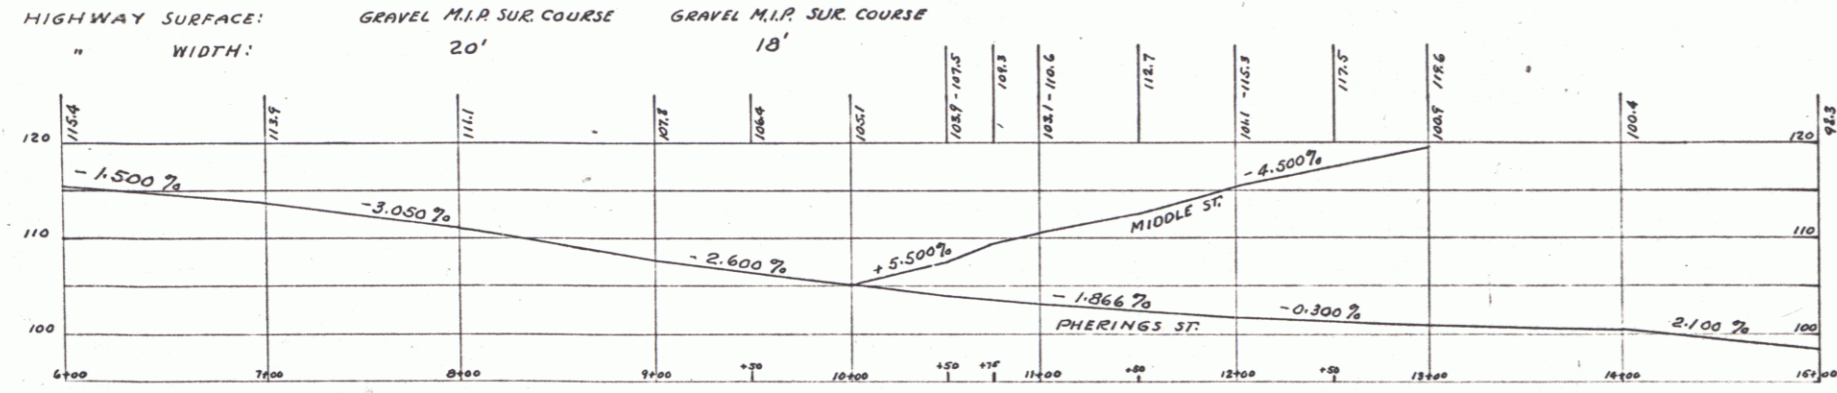 HIGHWAY SURFACE: GRAVEL M.I.P. SUR. COURSE GRAVEL M.I.P. SUR. COURSE
" WIDTH: 20' 18'
115.4 113.9 111.1 107.8 106.4 105.1 103.9-107.5 109.3 103.1-110.6 112.7 101.1-115.3 117.5 100.9 119.6 100.4 98.3
120 120
-1.500% -4.500%
-3.050% MIDDLE ST.
110 110
-2.600% +5.500%
-1.866% -0.300%
100 PHERINGS ST. 2.100% 100
6+00 7+00 8+00 9+00 +50 10+00 +50 +75 11+00 +50 12+00 +50 13+00 14+00 15+00